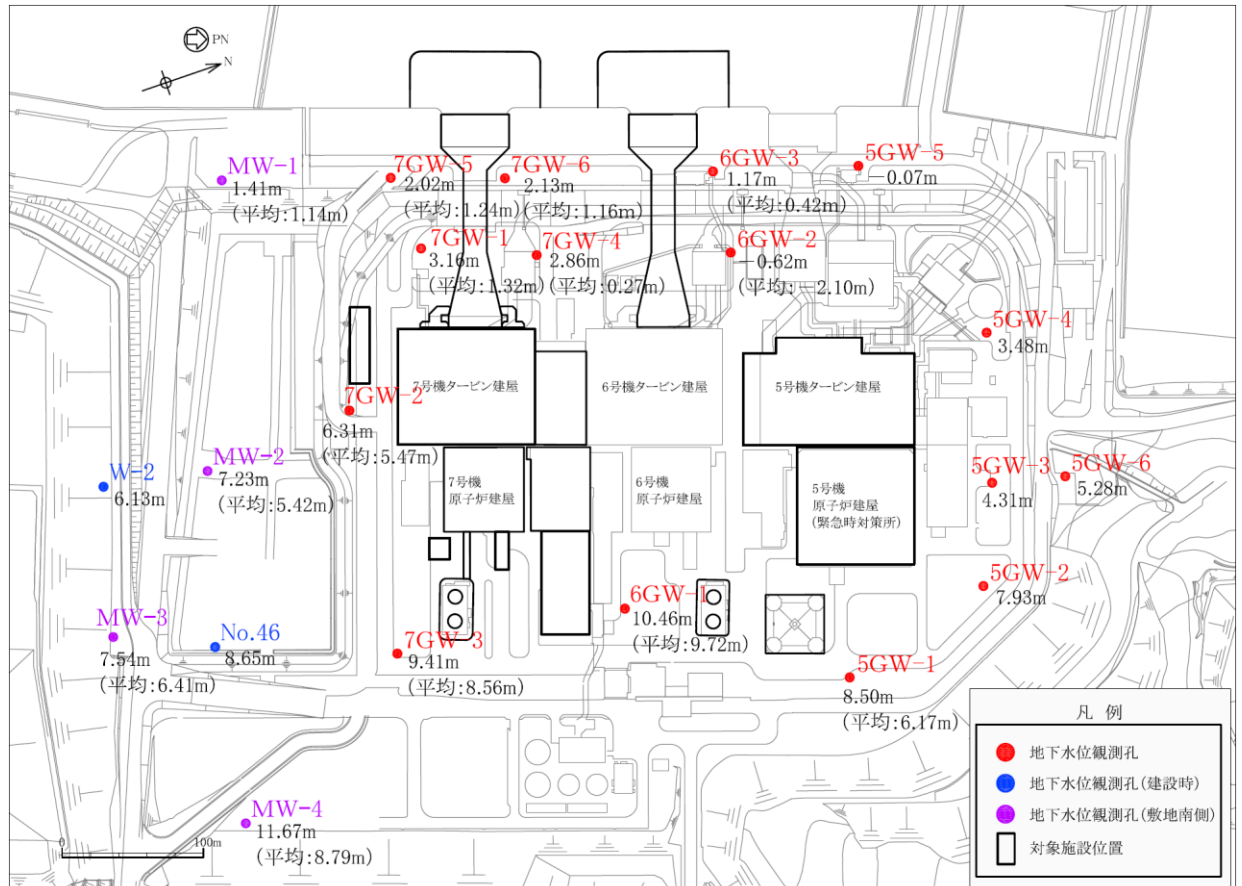 PN
N
MW-1
1.41m
(平均:1.14m)
7GW-5
2.02m
(平均:1.24m)
7GW-6
2.13m
(平均:1.16m)
6GW-3
1.17m
(平均:0.42m)
5GW-5
-0.07m
7GW-1
3.16m
(平均:1.32m)
7GW-4
2.86m
(平均:0.27m)
6GW-2
-0.62m
(平均:-2.10m)
5GW-4
3.48m
7号機タービン建屋
6号機タービン建屋
5号機タービン建屋
7GW-2
6.31m
(平均:5.47m)
W-2
6.13m
MW-2
7.23m
(平均:5.42m)
7号機
原子炉建屋
6号機
原子炉建屋
5号機
原子炉建屋
(緊急時対策所)
5GW-3
4.31m
5GW-6
5.28m
5GW-2
7.93m
MW-3
7.54m
(平均:6.41m)
No.46
8.65m
7GW-3
9.41m
(平均:8.56m)
6GW-1
10.46m
(平均:9.72m)
5GW-1
8.50m
(平均:6.17m)
MW-4
11.67m
(平均:8.79m)
0
100m
凡 例
地下水位観測孔
地下水位観測孔(建設時)
地下水位観測孔(敷地南側)
対象施設位置